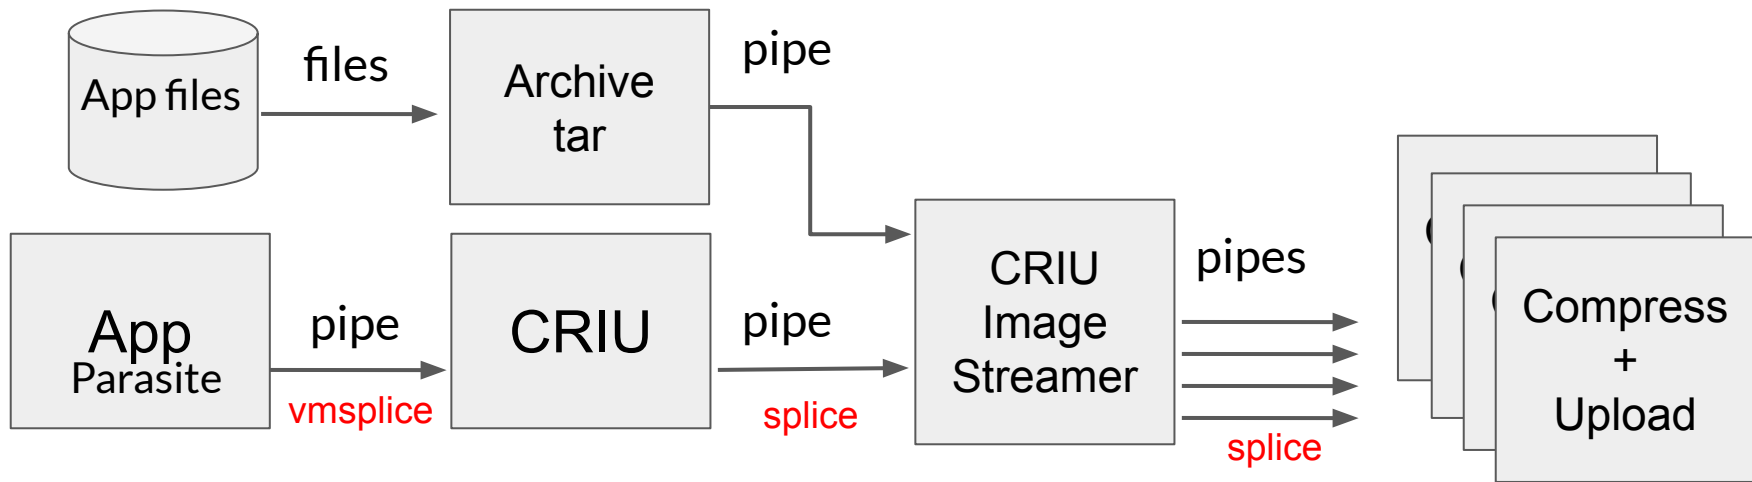 App files
files
Archive
tar
pipe
App
Parasite
pipe
vmsplice
CRIU
pipe
splice
CRIU
Image
Streamer
pipes
splice
Compress
+
Upload